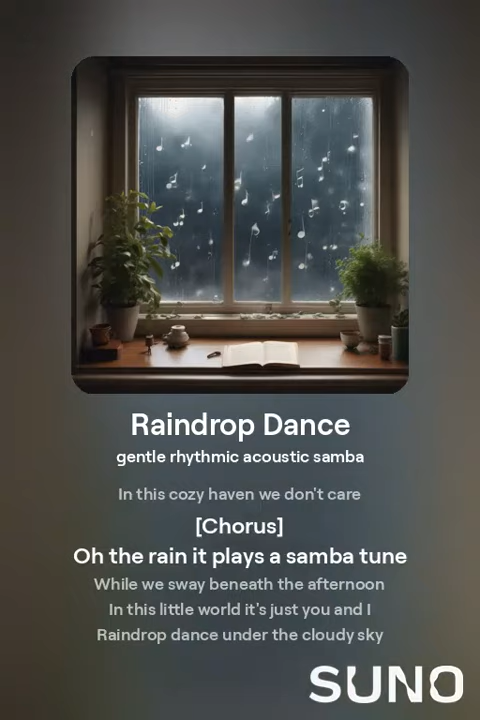 Raindrop Dance
gentle rhythmic acoustic samba
In this cozy haven we don't care
[Chorus]
Oh the rain it plays a samba tune
While we sway beneath the afternoon
In this little world it's just you and I
Raindrop dance under the cloudy sky
SUNO